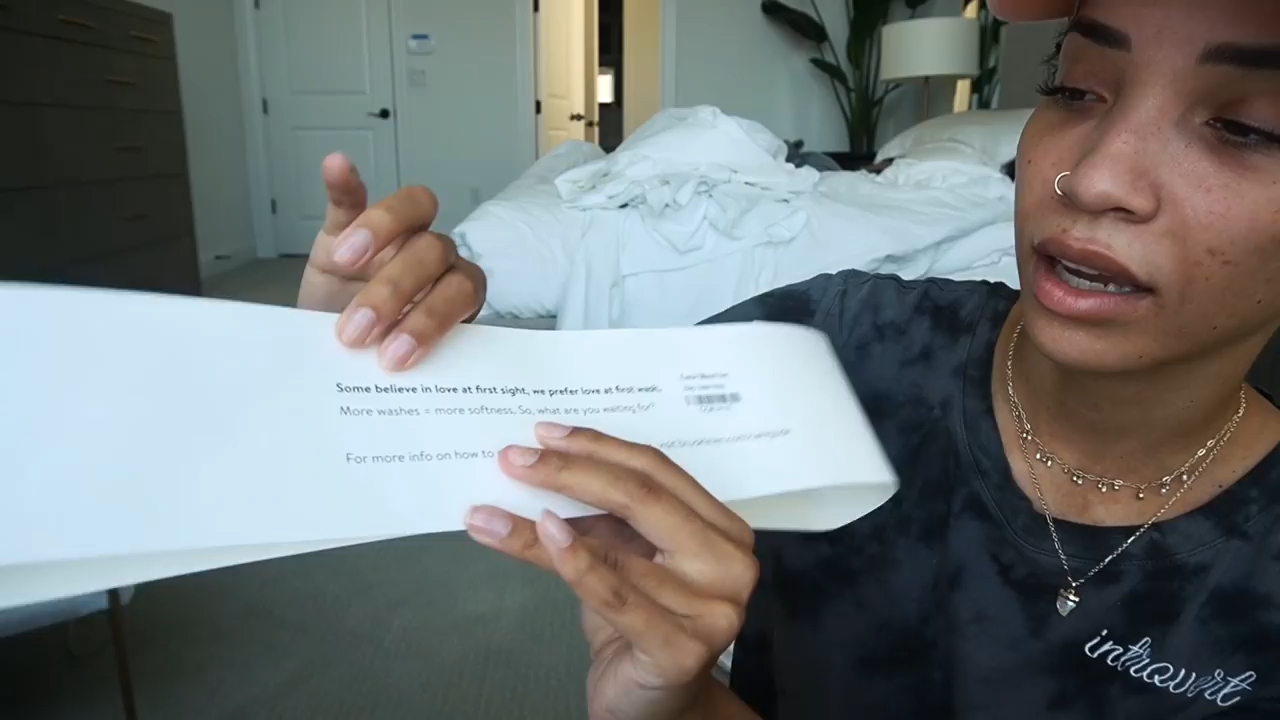 Some believe in love at first sight, we prefer love at first wash.
More washes = more softness. So, what are you waiting for?
For more info on how to
introvert